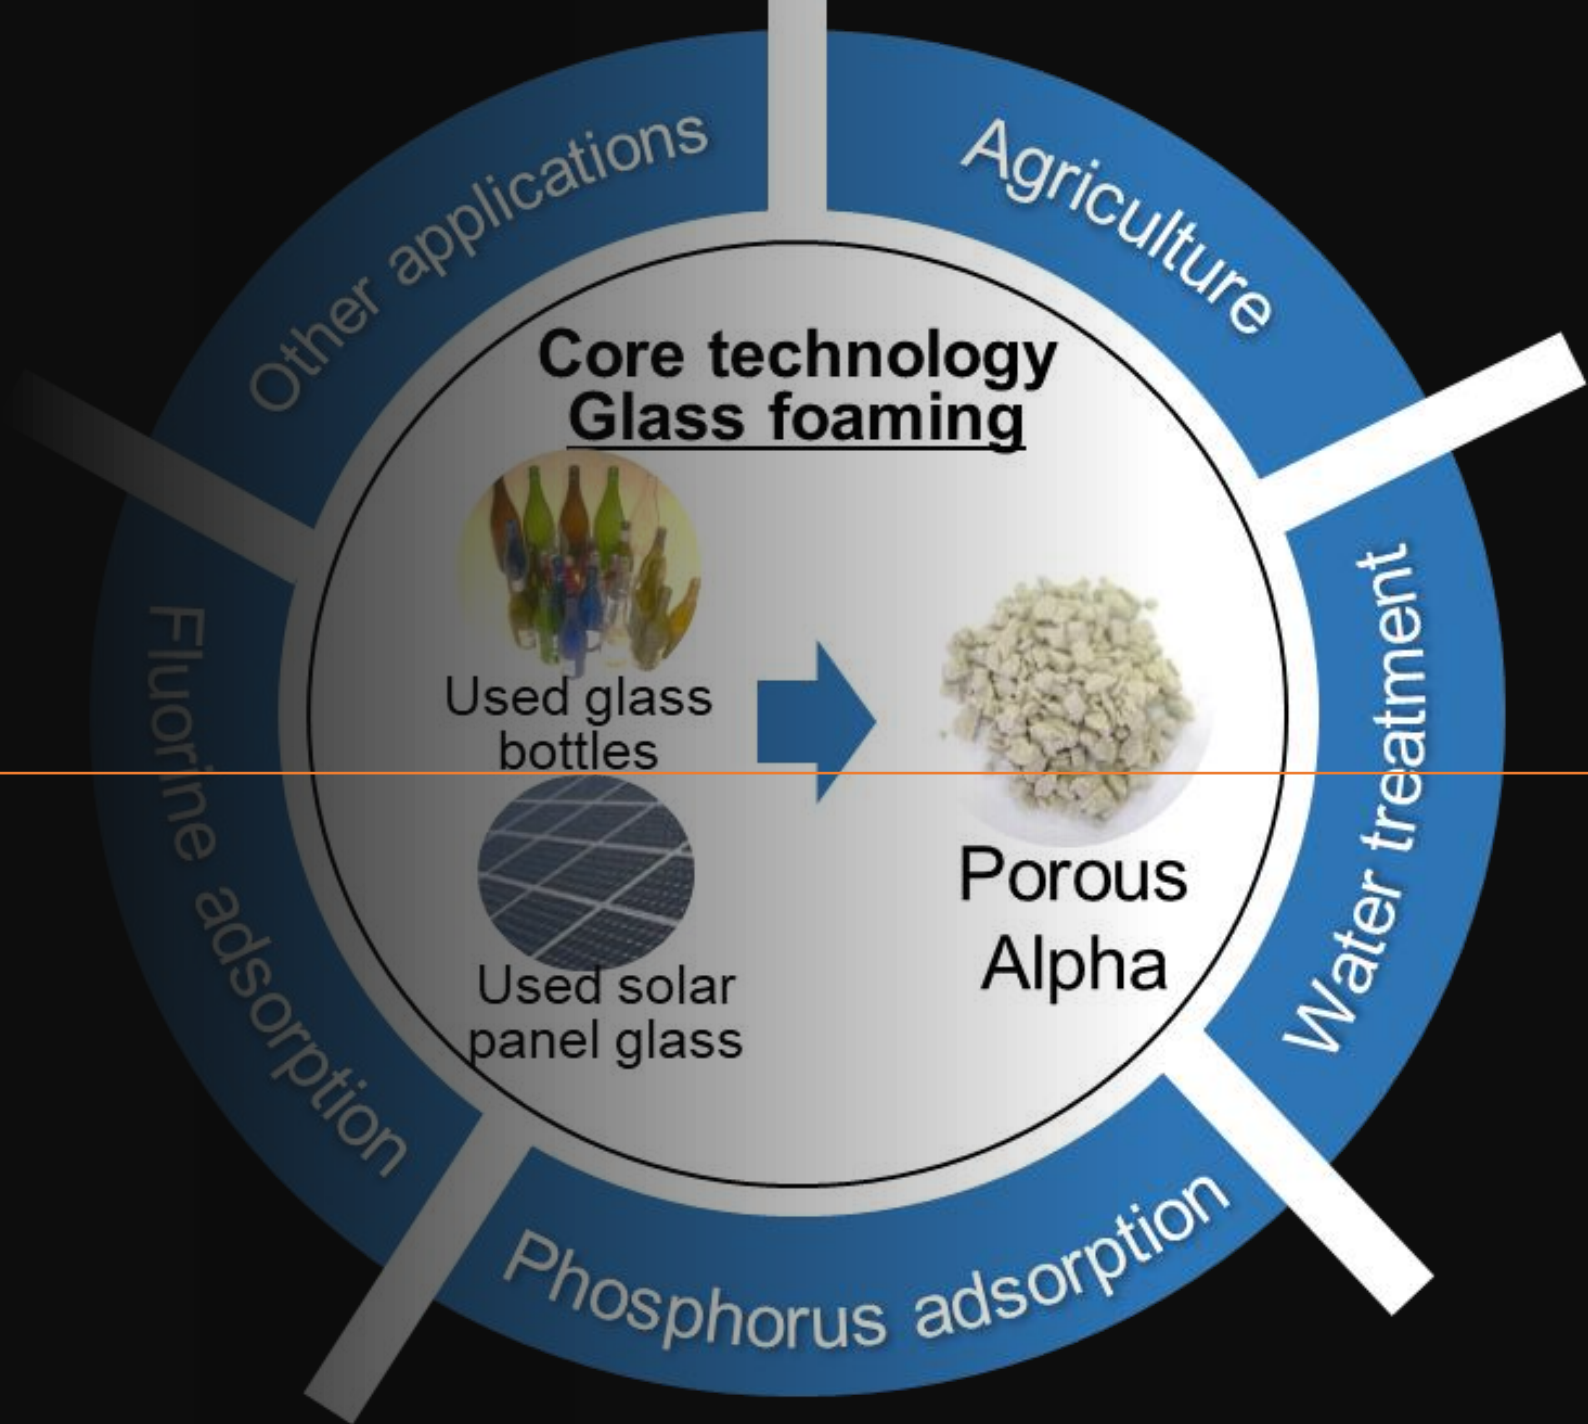 Other applications
Agriculture
Core technology
Glass foaming
Used glass
bottles
Used solar
panel glass
Porous
Alpha
Water treatment
Fluorine adsorption
Phosphorus adsorption